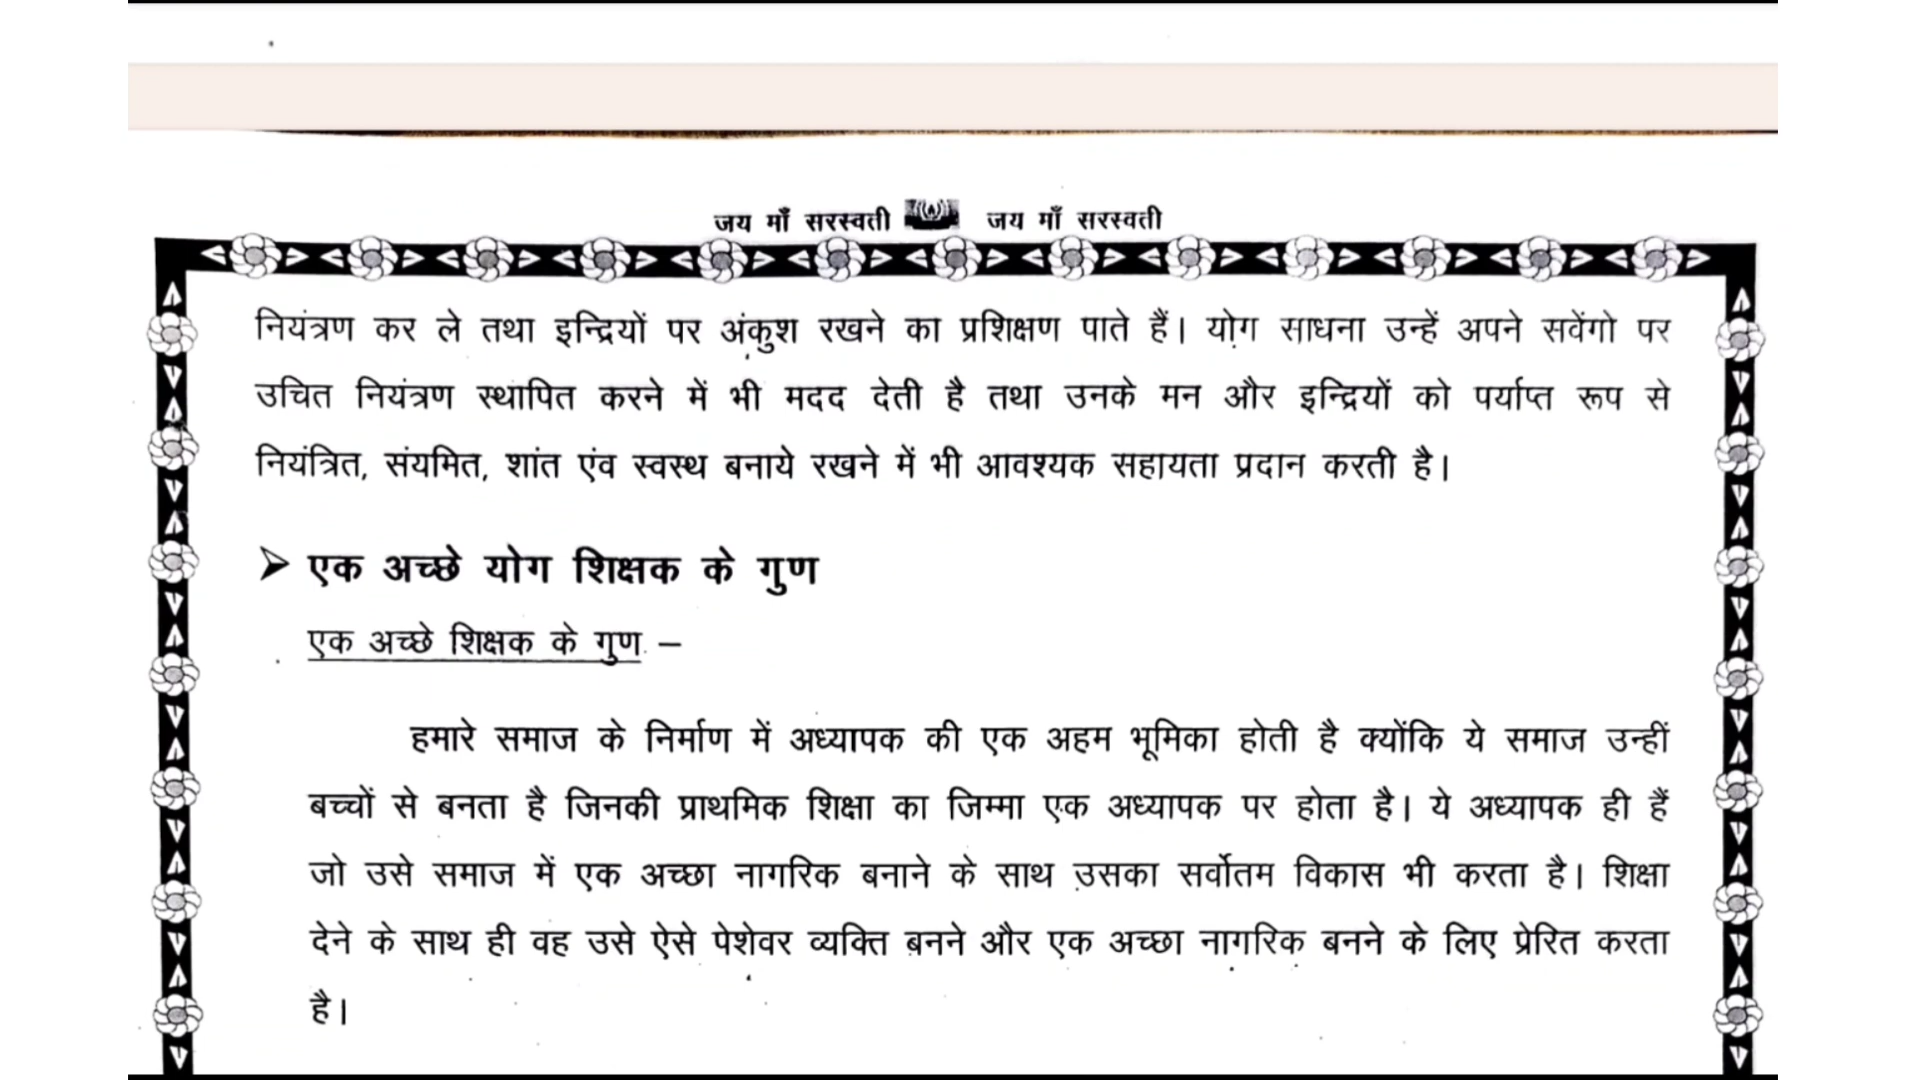 जय माँ सरस्वती जय माँ सरस्वती
नियंत्रण कर ले तथा इन्द्रियों पर अंकुश रखने का प्रशिक्षण पाते हैं। योग साधना उन्हें अपने सवेंगो पर
उचित नियंत्रण स्थापित करने में भी मदद देती है तथा उनके मन और इन्द्रियों को पर्याप्त रूप से
नियंत्रित, संयमित, शांत एंव स्वस्थ बनाये रखने में भी आवश्यक सहायता प्रदान करती है।
➢ एक अच्छे योग शिक्षक के गुण
एक अच्छे शिक्षक के गुण –
हमारे समाज के निर्माण में अध्यापक की एक अहम भूमिका होती है क्योंकि ये समाज उन्हीं
बच्चों से बनता है जिनकी प्राथमिक शिक्षा का जिम्मा एक अध्यापक पर होता है। ये अध्यापक ही हैं
जो उसे समाज में एक अच्छा नागरिक बनाने के साथ उसका सर्वोतम विकास भी करता है। शिक्षा
देने के साथ ही वह उसे ऐसे पेशेवर व्यक्ति बनने और एक अच्छा नागरिक बनने के लिए प्रेरित करता
है।